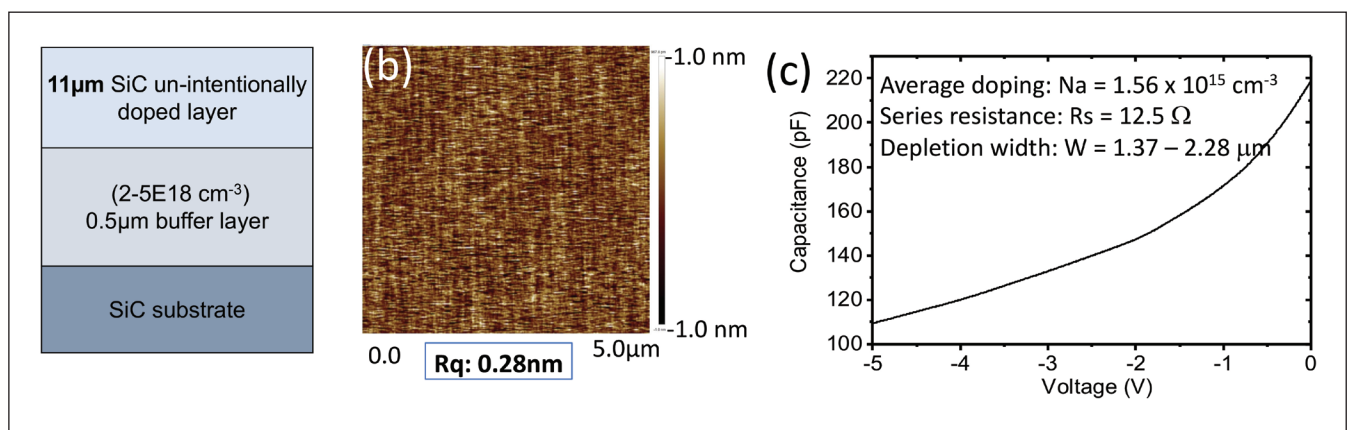 11µm SiC un-intentionally
doped layer
(2-5E18 cm-3)
0.5µm buffer layer
SiC substrate
(b)
-1.0 nm
-1.0 nm
0.0
5.0µm
Rq: 0.28nm
(c)
Average doping: Na = 1.56 x 10¹⁵ cm⁻³
Series resistance: Rs = 12.5 Ω
Depletion width: W = 1.37 – 2.28 µm
Capacitance (pF)
220
200
180
160
140
120
100
-5
-4
-3
-2
-1
0
Voltage (V)